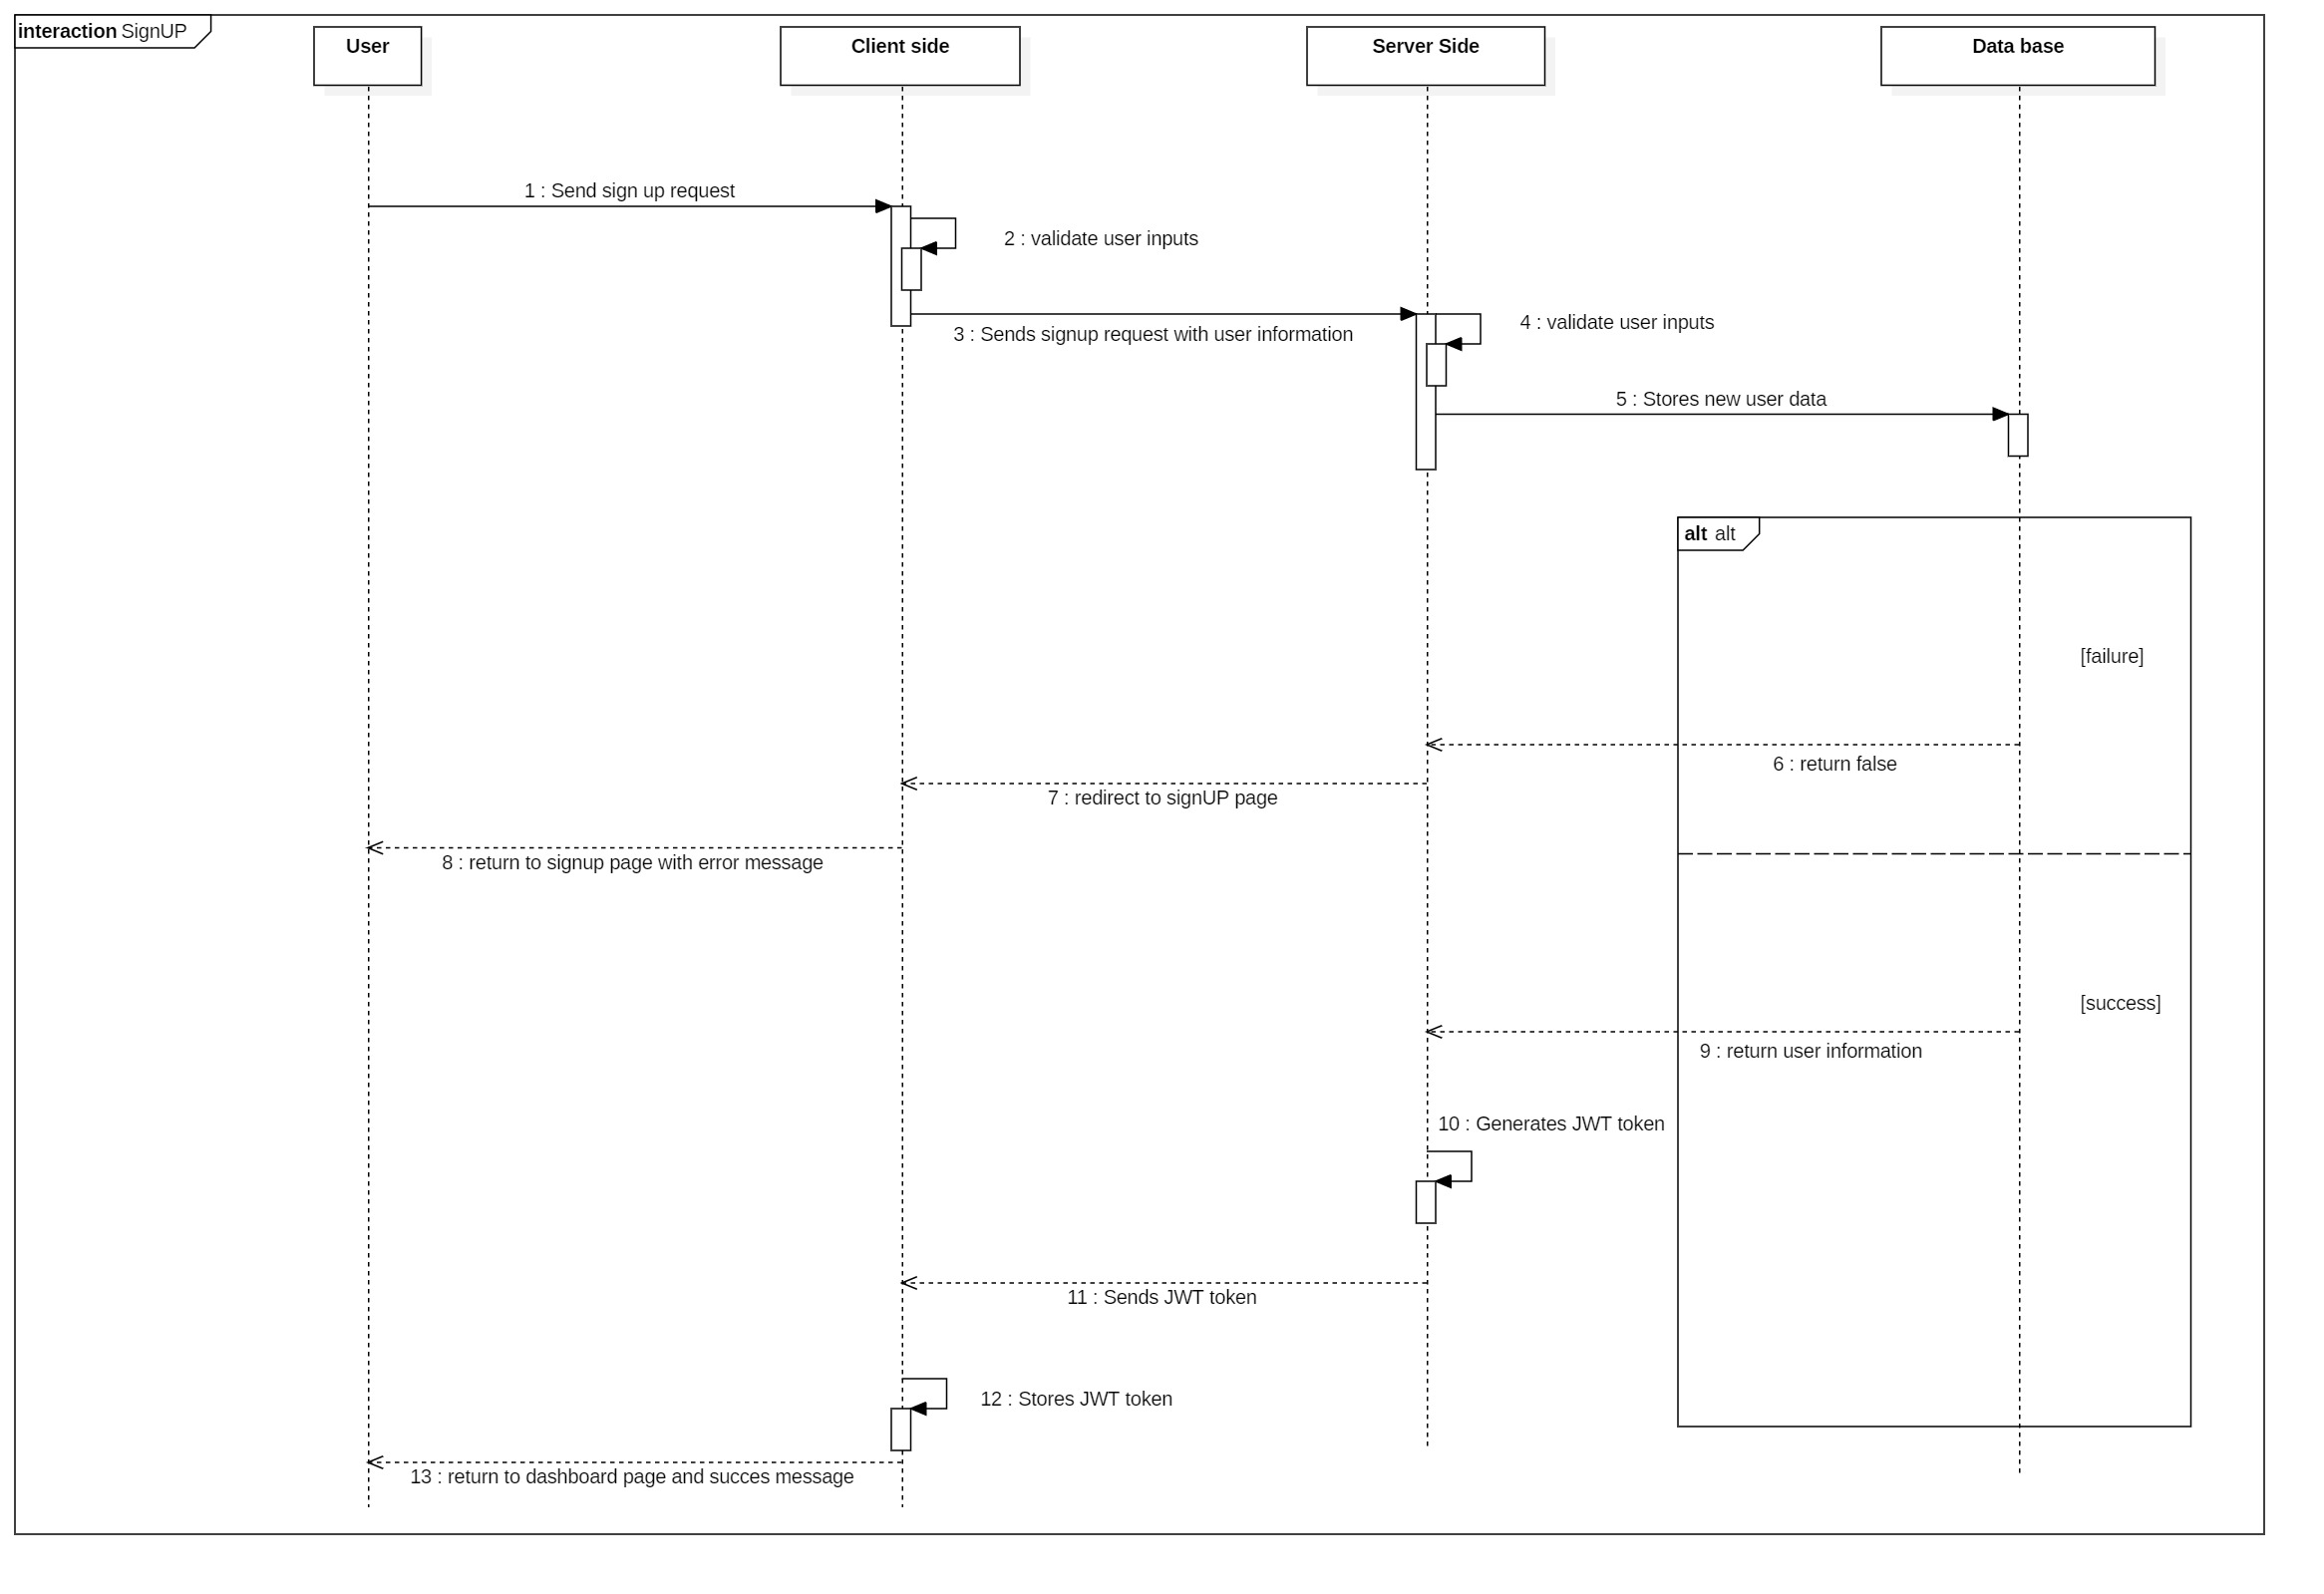 interaction SignUP
User
Client side
Server Side
Data base
1 : Send sign up request
2 : validate user inputs
3 : Sends signup request with user information
4 : validate user inputs
5 : Stores new user data
alt alt
[failure]
6 : return false
7 : redirect to signUP page
8 : return to signup page with error message
[success]
9 : return user information
10 : Generates JWT token
11 : Sends JWT token
12 : Stores JWT token
13 : return to dashboard page and succes message